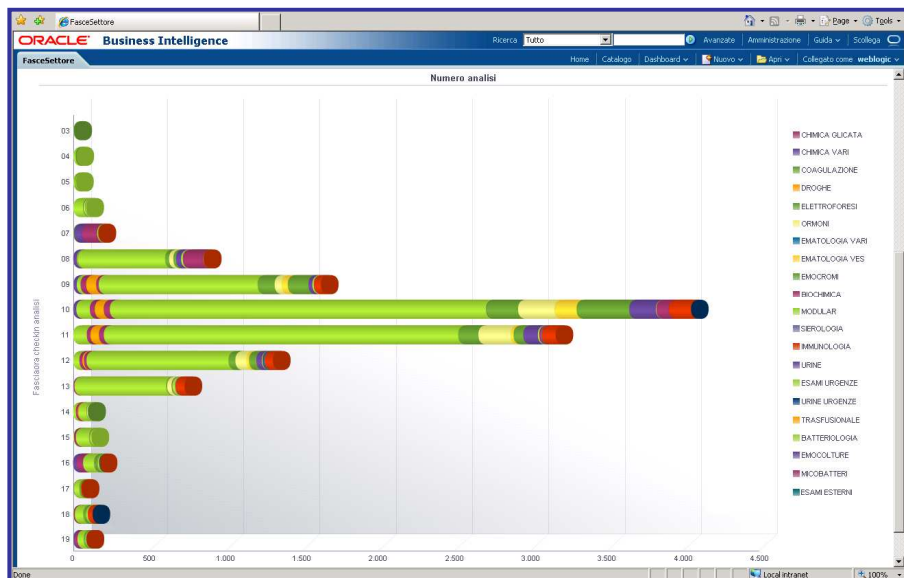 FasceSettore
Page
Tools
ORACLE Business Intelligence
Ricerca Tutto Avanzate Amministrazione Guida Scollega
FasceSettore
Home Catalogo Dashboard Nuovo Apri Collegato come weblogic
Numero analisi
Fasciaora checkin analisi
03
04
05
06
07
08
09
10
11
12
13
14
15
16
17
18
19
0 500 1.000 1.500 2.000 2.500 3.000 3.500 4.000 4.500
CHIMICA GLICATA
CHIMICA VARI
COAGULAZIONE
DROGHE
ELETTROFORESI
ORMONI
EMATOLOGIA VARI
EMATOLOGIA VES
EMOCROMI
BIOCHIMICA
MODULAR
SIEROLOGIA
IMMUNOLOGIA
URINE
ESAMI URGENZE
URINE URGENZE
TRASFUSIONALE
BATTERIOLOGIA
EMOCOLTURE
MICOBATTERI
ESAMI ESTERNI
Done
Local intranet
100%